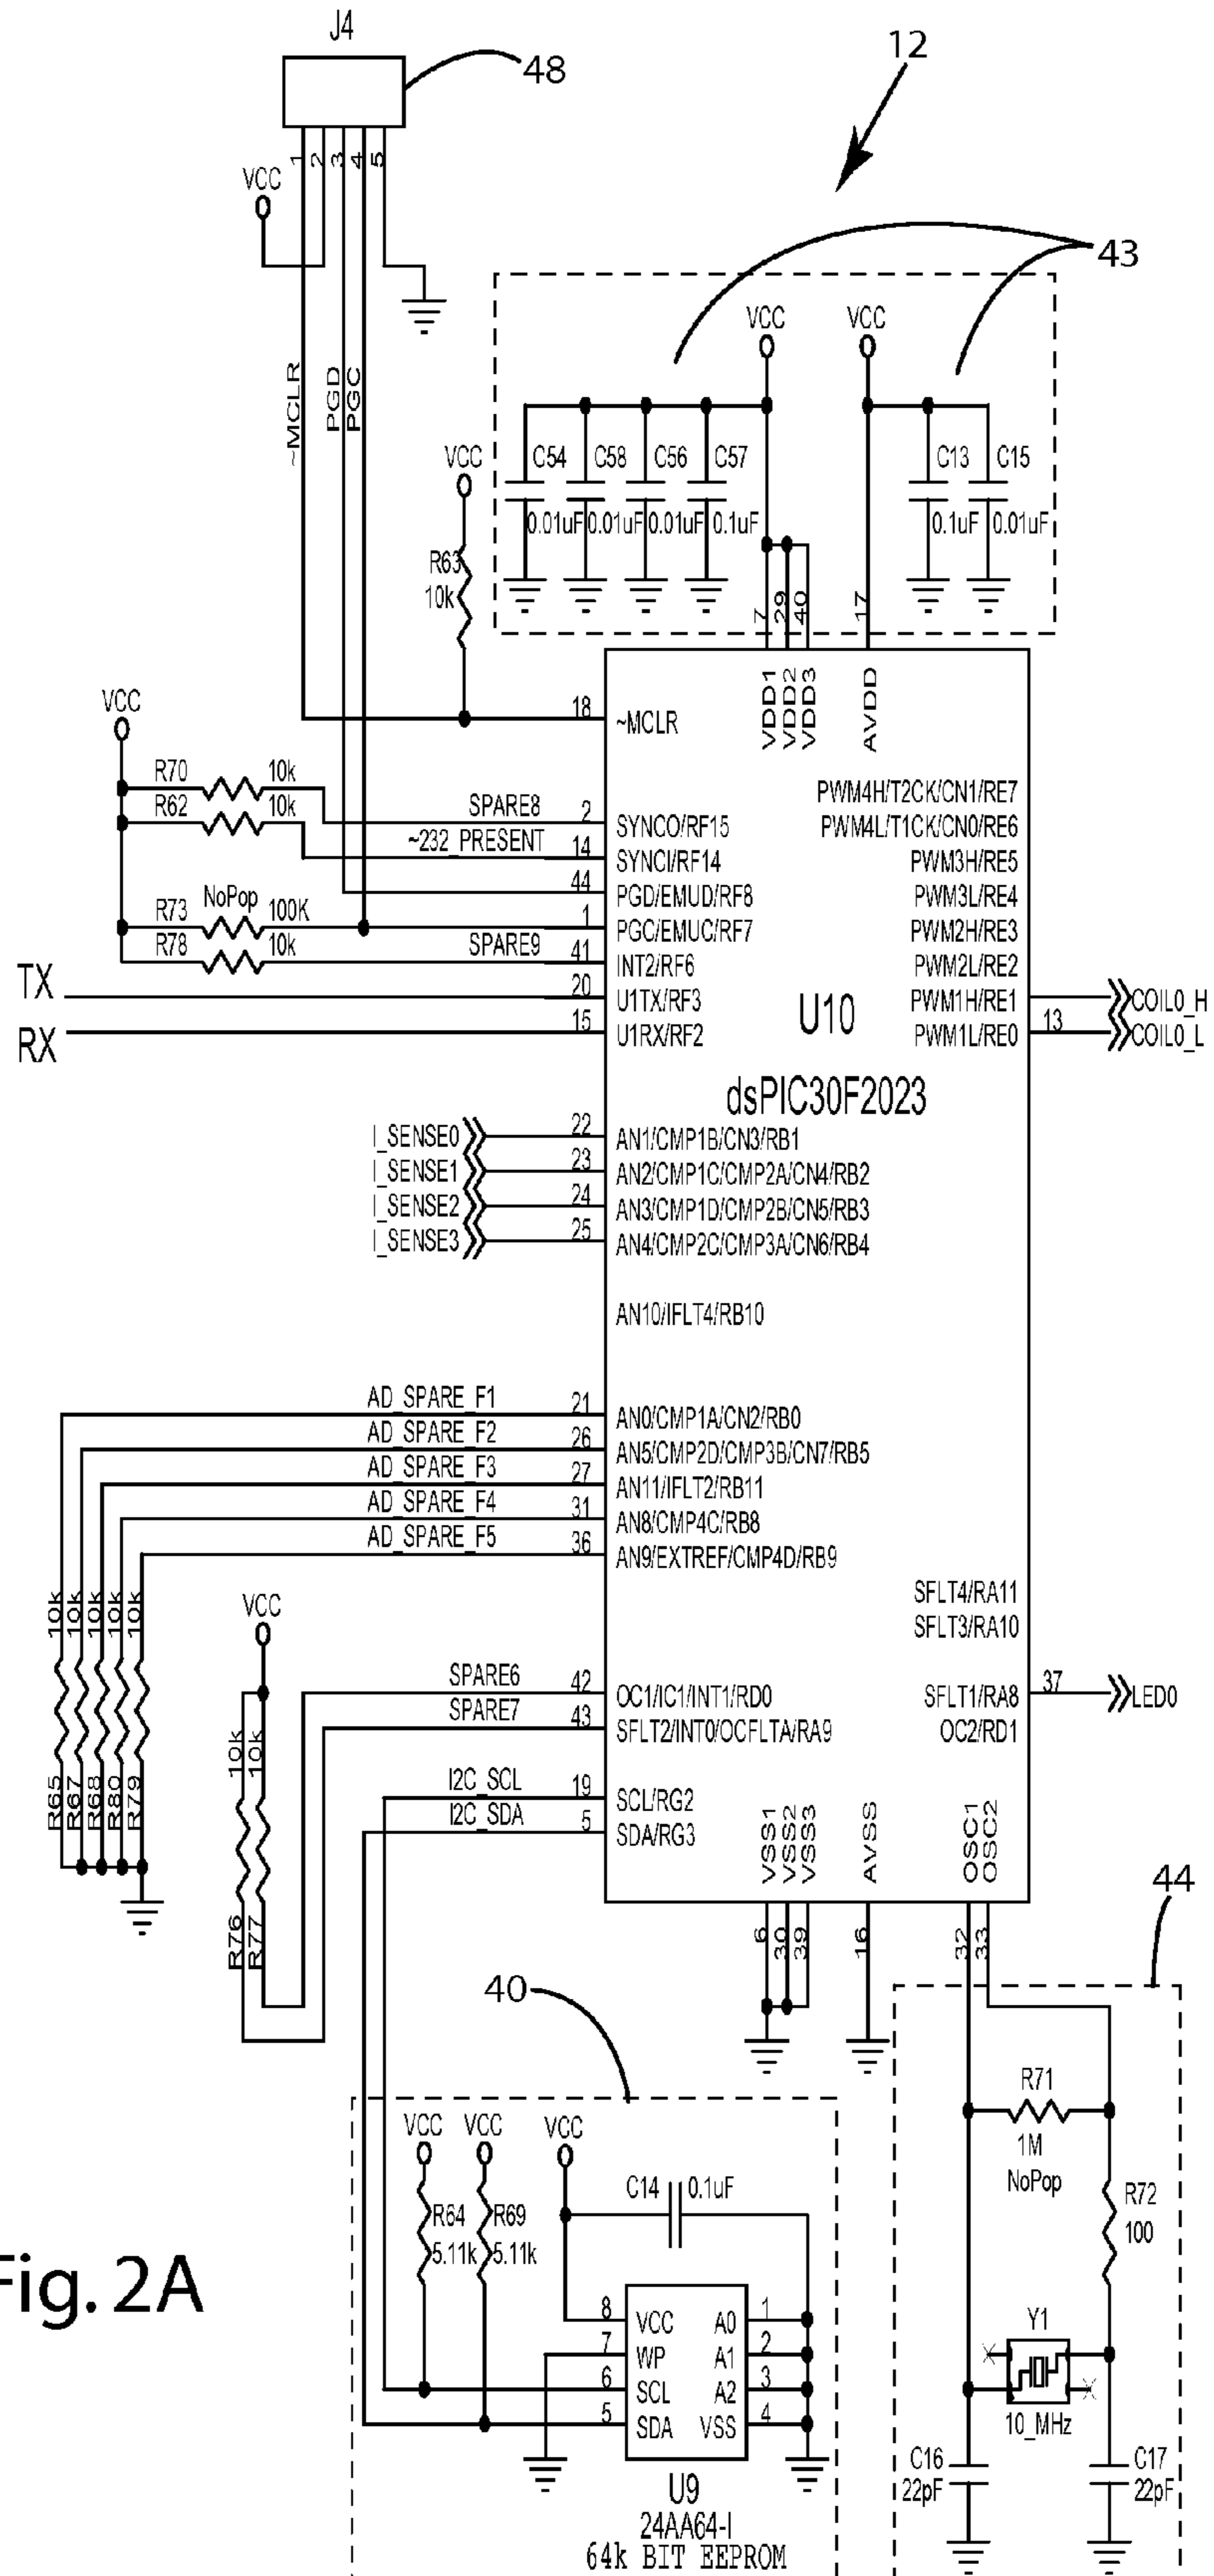 J4
48
12
1 2 3 4 5
VCC
43
VCC VCC
~MCLR PGD PGC
C54 C58 C56 C57 C13 C15
0.01uF 0.01uF 0.01uF 0.1uF 0.1uF 0.01uF
VCC
R63
10k
7 29 40 17
VDD1 VDD2 VDD3 AVDD
VCC
18 ~MCLR
R70 10k
PWM4H/T2CK/CN1/RE7
R62 10k SPARE8 2 SYNCO/RF15 PWM4L/T1CK/CN0/RE6
~232_PRESENT 14 SYNCI/RF14 PWM3H/RE5
44 PGD/EMUD/RF8 PWM3L/RE4
R73 NoPop 100K 1 PGC/EMUC/RF7 PWM2H/RE3
R78 10k SPARE9 41 INT2/RF6 PWM2L/RE2
TX 20 U1TX/RF3 PWM1H/RE1 COIL0_H
RX 15 U1RX/RF2 PWM1L/RE0 13 COIL0_L
U10
dsPIC30F2023
I_SENSE0 22 AN1/CMP1B/CN3/RB1
I_SENSE1 23 AN2/CMP1C/CMP2A/CN4/RB2
I_SENSE2 24 AN3/CMP1D/CMP2B/CN5/RB3
I_SENSE3 25 AN4/CMP2C/CMP3A/CN6/RB4
AN10/IFLT4/RB10
AD_SPARE_F1 21 AN0/CMP1A/CN2/RB0
AD_SPARE_F2 26 AN5/CMP2D/CMP3B/CN7/RB5
AD_SPARE_F3 27 AN11/IFLT2/RB11
AD_SPARE_F4 31 AN8/CMP4C/RB8
AD_SPARE_F5 36 AN9/EXTREF/CMP4D/RB9
SFLT4/RA11
SFLT3/RA10
10k 10k 10k 10k 10k
VCC
SPARE6 42 OC1/IC1/INT1/RD0 SFLT1/RA8 37 LED0
SPARE7 43 SFLT2/INT0/OCFLTA/RA9 OC2/RD1
10k 10k
R65 R67 R68 R80 R79
I2C_SCL 19 SCL/RG2
I2C_SDA 5 SDA/RG3
VSS1 VSS2 VSS3 AVSS OSC1 OSC2
44
R76 R77
6 30 39 16 32 33
40
R71
1M
NoPop
VCC VCC VCC
C14 0.1uF
R64 R69
5.11k 5.11k
R72
100
Fig. 2A
8 VCC A0 1
7 WP A1 2
6 SCL A2 3
5 SDA VSS 4
Y1
10_MHz
C16
22pF
C17
22pF
U9
24AA64-I
64k BIT EEPROM